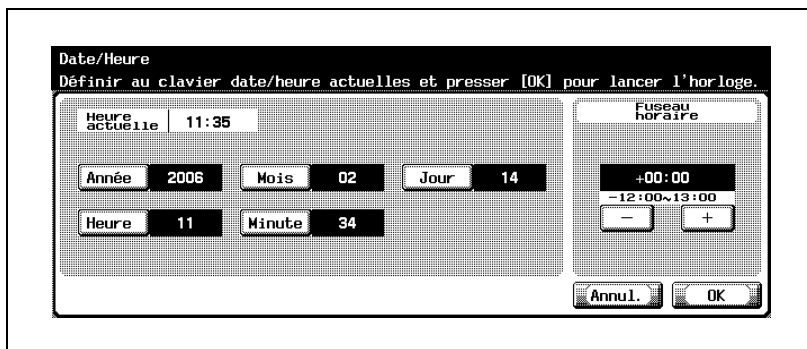 Date/Heure
Définir au clavier date/heure actuelles et presser [OK] pour lancer l'horloge.
Heure actuelle 11:35
Fuseau horaire
Année 2006 Mois 02 Jour 14
+00:00
-12:00~13:00
Heure 11 Minute 34
− +
Annul. OK